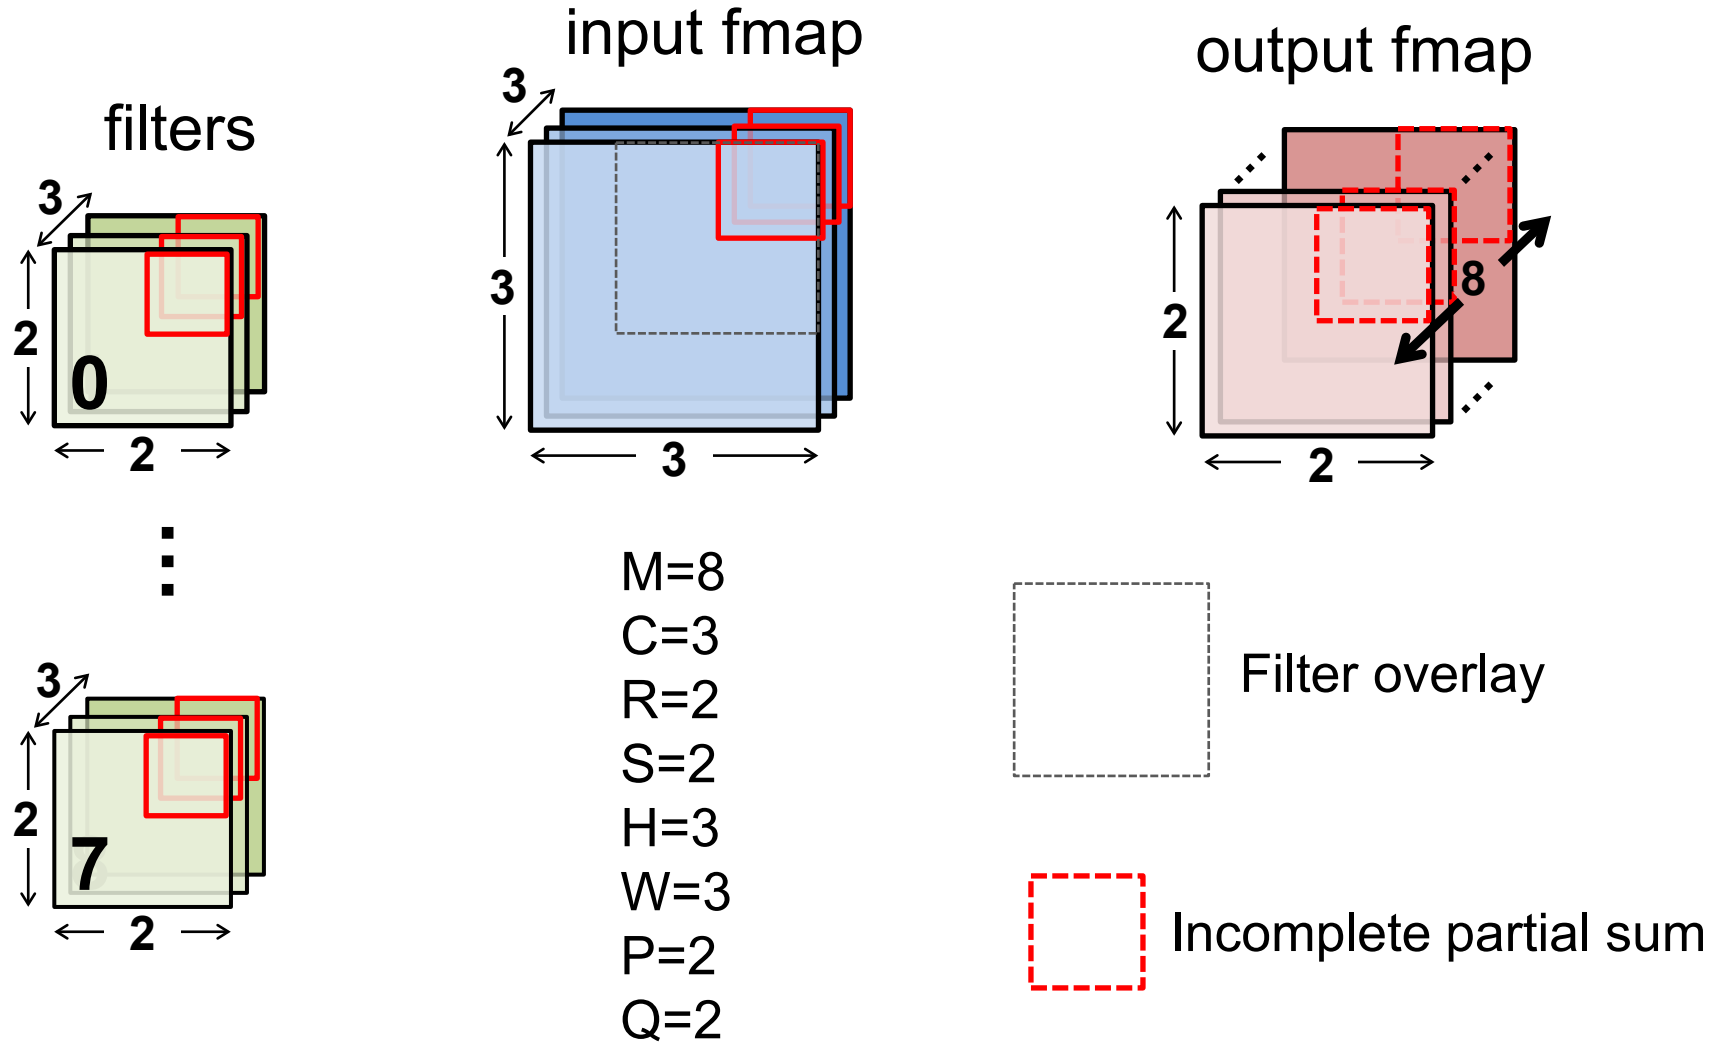 input fmap
output fmap
filters
3
2
0
2
3
3
3
2
8
2
M=8
C=3
R=2
S=2
H=3
W=3
P=2
Q=2
3
2
7
2
Filter overlay
Incomplete partial sum